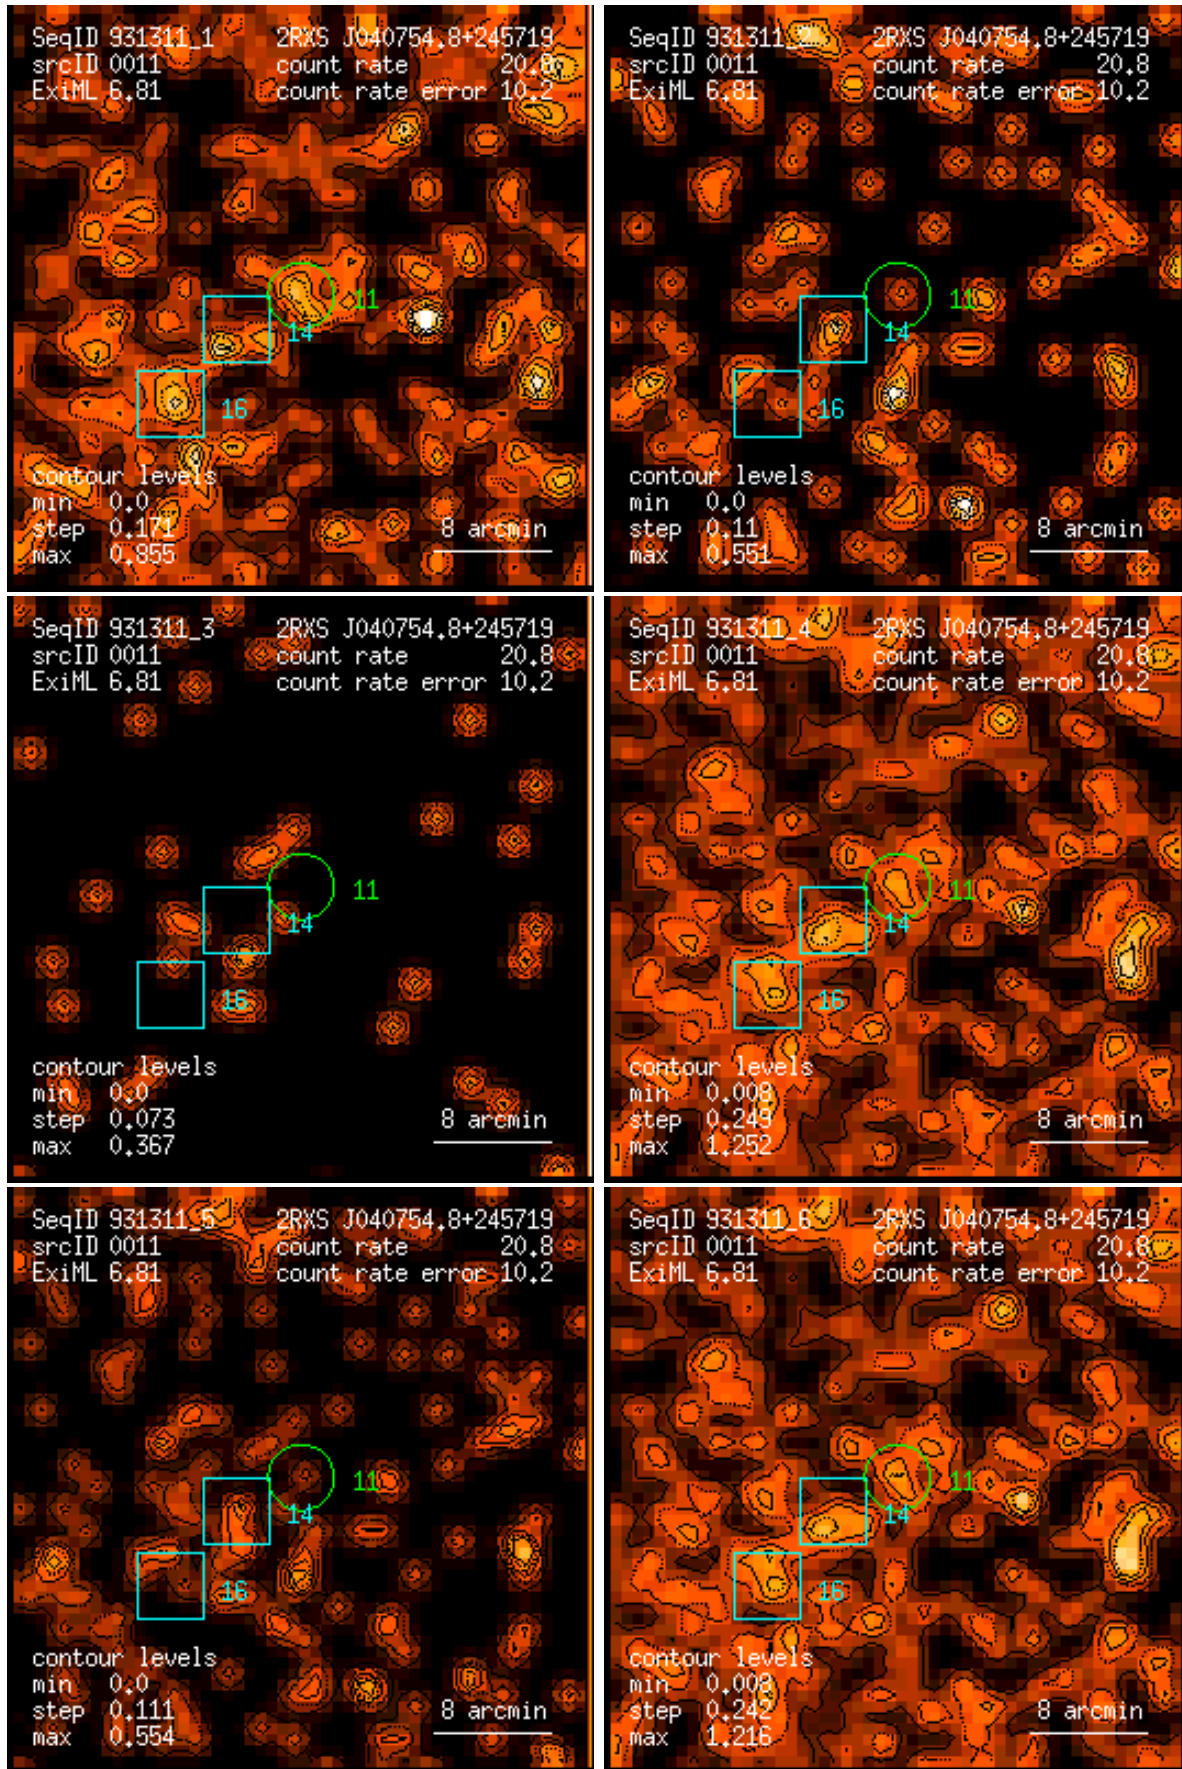 SeqID 931311_1 2RXS J040754.8+245719
srcID 0011 count rate 20.8
ExiML 6.81 count rate error 10.2
11
14
16
contour levels
min 0.0
step 0.171 8 arcmin
max 0.855
SeqID 931311_2 2RXS J040754.8+245719
srcID 0011 count rate 20.8
ExiML 6.81 count rate error 10.2
11
14
16
contour levels
min 0.0
step 0.11 8 arcmin
max 0.551
SeqID 931311_3 2RXS J040754.8+245719
srcID 0011 count rate 20.8
ExiML 6.81 count rate error 10.2
11
14
16
contour levels
min 0.0
step 0.073 8 arcmin
max 0.367
SeqID 931311_4 2RXS J040754.8+245719
srcID 0011 count rate 20.8
ExiML 6.81 count rate error 10.2
11
14
16
contour levels
min 0.008
step 0.249 8 arcmin
max 1.252
SeqID 931311_5 2RXS J040754.8+245719
srcID 0011 count rate 20.8
ExiML 6.81 count rate error 10.2
11
14
16
contour levels
min 0.0
step 0.111 8 arcmin
max 0.554
SeqID 931311_6 2RXS J040754.8+245719
srcID 0011 count rate 20.8
ExiML 6.81 count rate error 10.2
11
14
16
contour levels
min 0.008
step 0.242 8 arcmin
max 1.216